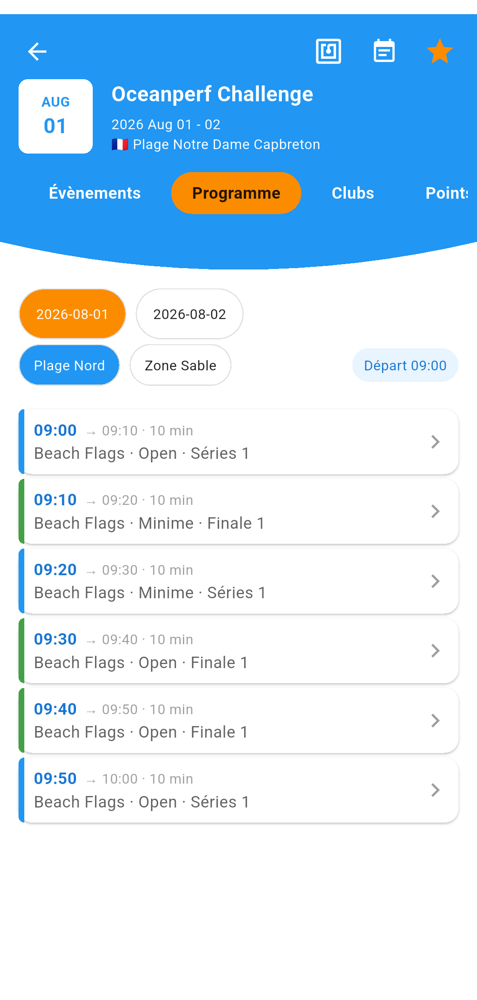 AUG
01
Oceanperf Challenge
2026 Aug 01 - 02
Plage Notre Dame Capbreton
Évènements Programme Clubs Points
2026-08-01 2026-08-02
Plage Nord Zone Sable Départ 09:00
09:00 → 09:10 · 10 min
Beach Flags · Open · Séries 1
09:10 → 09:20 · 10 min
Beach Flags · Minime · Finale 1
09:20 → 09:30 · 10 min
Beach Flags · Minime · Séries 1
09:30 → 09:40 · 10 min
Beach Flags · Open · Finale 1
09:40 → 09:50 · 10 min
Beach Flags · Open · Finale 1
09:50 → 10:00 · 10 min
Beach Flags · Open · Séries 1